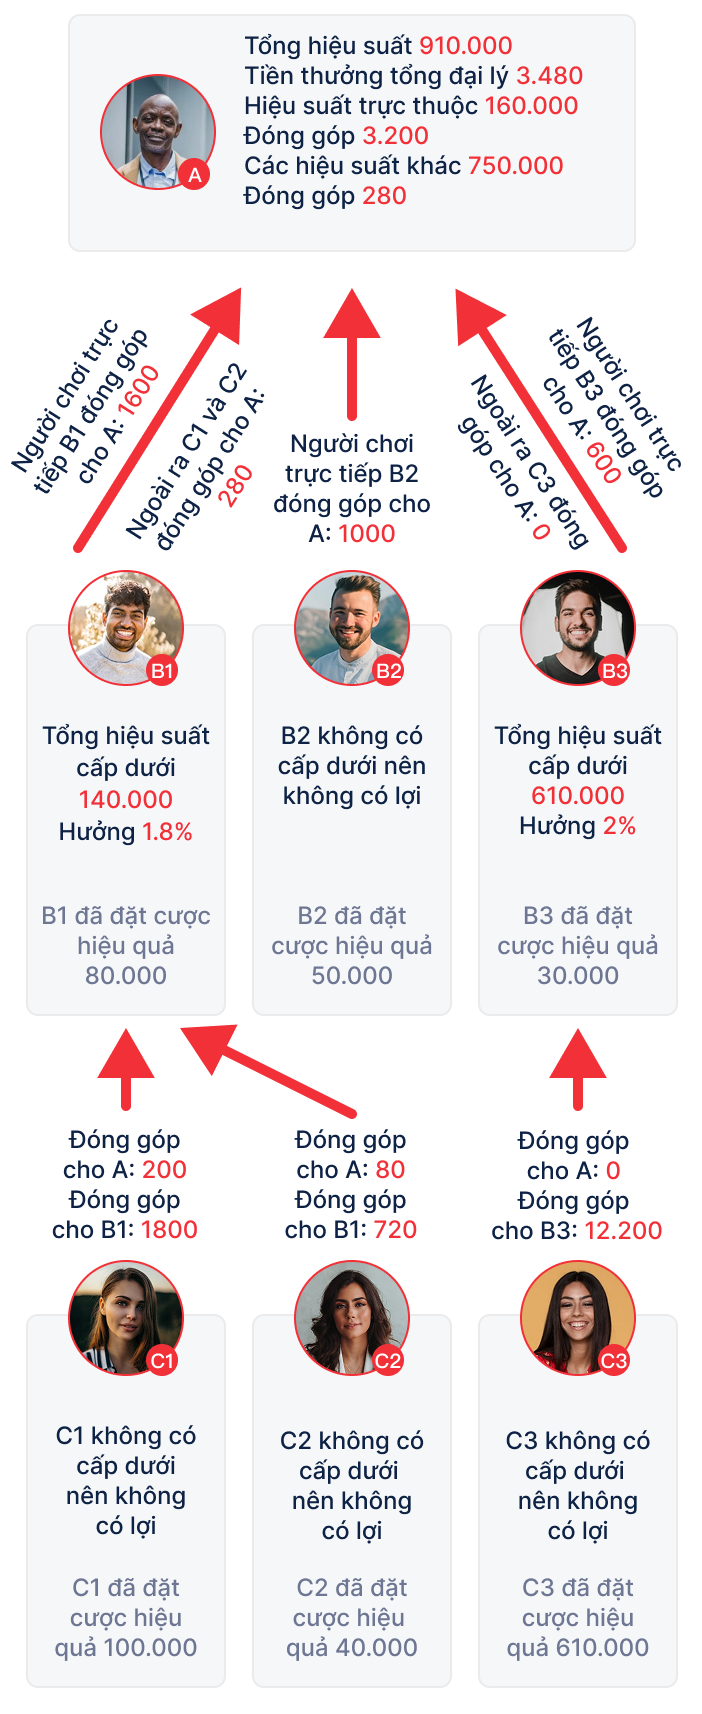 Tổng hiệu suất 910.000
Tiền thưởng tổng đại lý 3.480
Hiệu suất trực thuộc 160.000
Đóng góp 3.200
Các hiệu suất khác 750.000
Đóng góp 280
A
Người chơi trực
tiếp B1 đóng góp
cho A: 1600
Ngoài ra C1 và C2
đóng góp cho A:
280
Người chơi
trực tiếp B2
đóng góp cho
A: 1000
Ngoài ra C3 đóng
góp cho A: 0
Người chơi trực
tiếp B3 đóng góp
cho A: 600
B1
B2
B3
Tổng hiệu suất
cấp dưới
140.000
Hưởng 1.8%
B1 đã đặt cược
hiệu quả
80.000
B2 không có
cấp dưới nên
không có lợi
B2 đã đặt
cược hiệu quả
50.000
Tổng hiệu suất
cấp dưới
610.000
Hưởng 2%
B3 đã đặt
cược hiệu quả
30.000
Đóng góp
cho A: 200
Đóng góp
cho B1: 1800
Đóng góp
cho A: 80
Đóng góp
cho B1: 720
Đóng góp
cho A: 0
Đóng góp
cho B3: 12.200
C1
C2
C3
C1 không có
cấp dưới
nên không
có lợi
C1 đã đặt
cược hiệu
quả 100.000
C2 không có
cấp dưới
nên không
có lợi
C2 đã đặt
cược hiệu
quả 40.000
C3 không có
cấp dưới
nên không
có lợi
C3 đã đặt
cược hiệu
quả 610.000